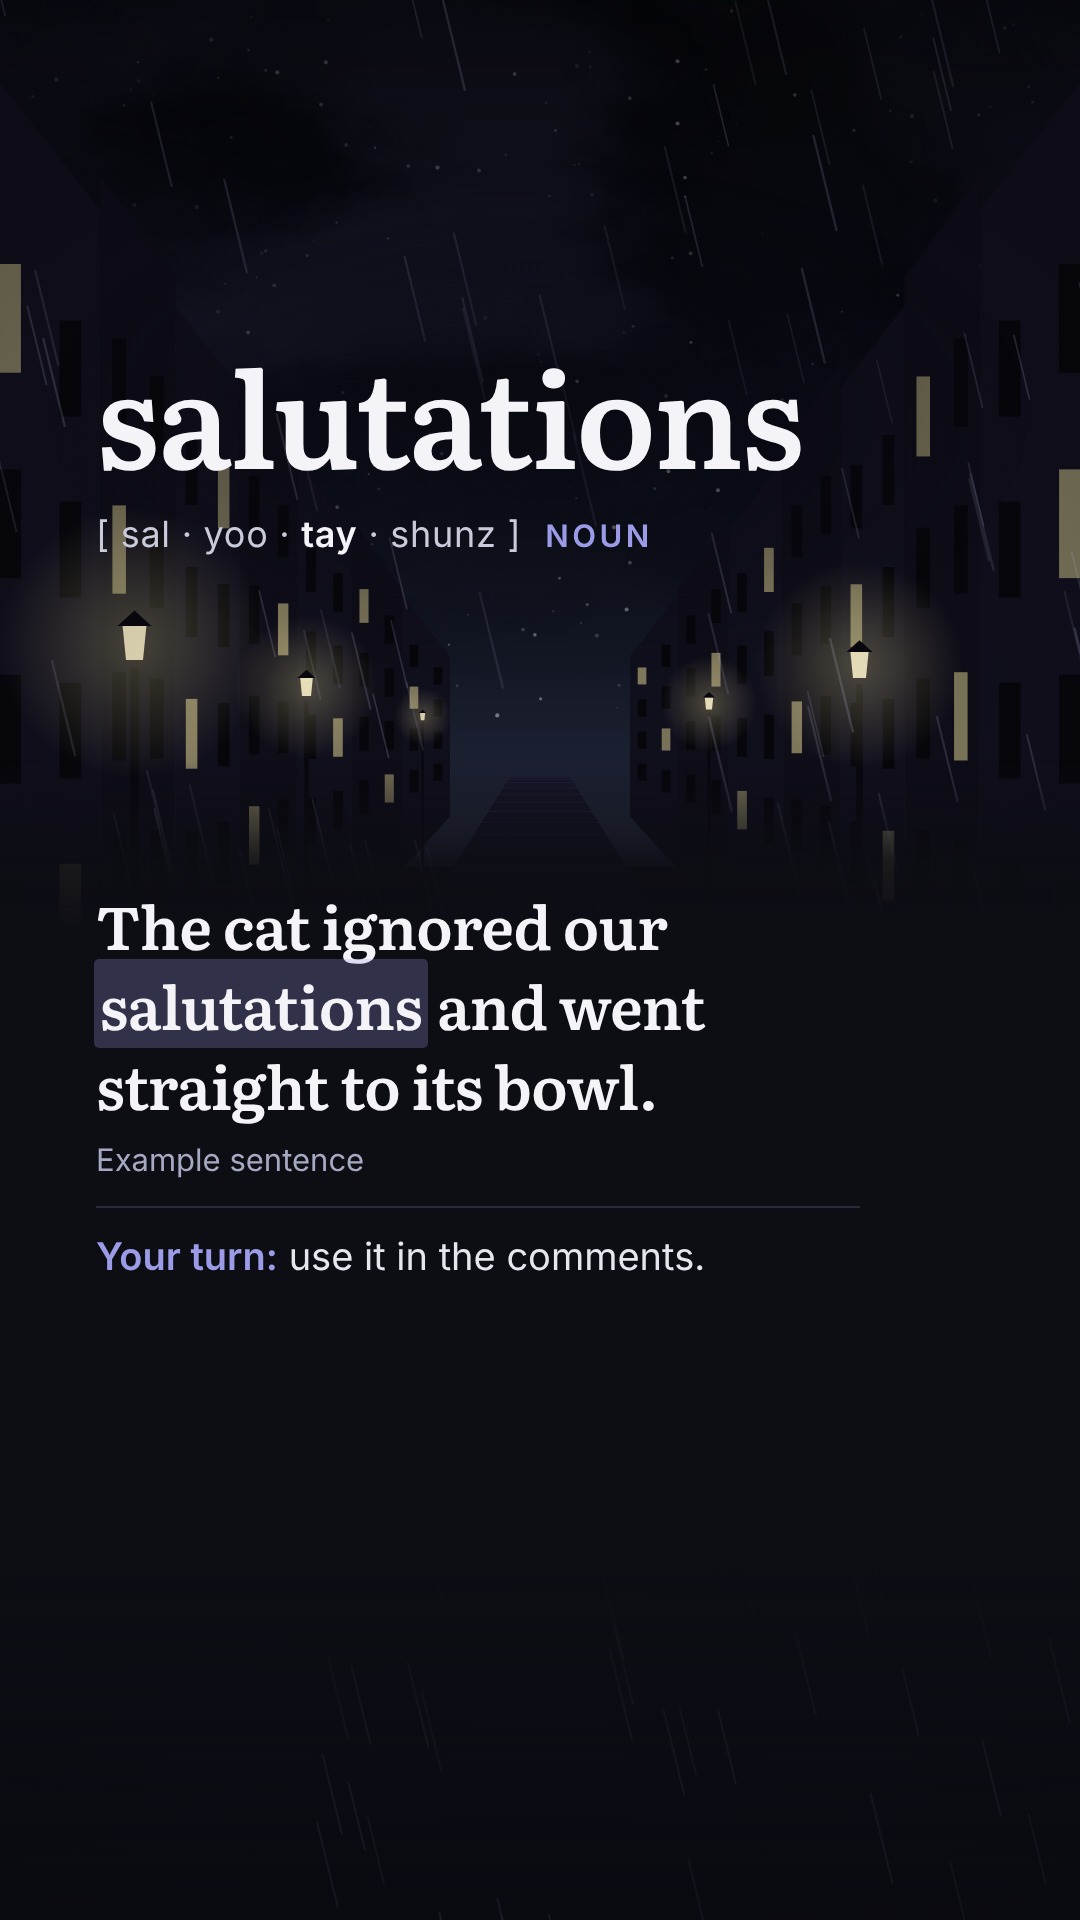 salutations
[ sal · yoo · tay · shunz ] NOUN
The cat ignored our
salutations and went
straight to its bowl.
Example sentence
Your turn: use it in the comments.